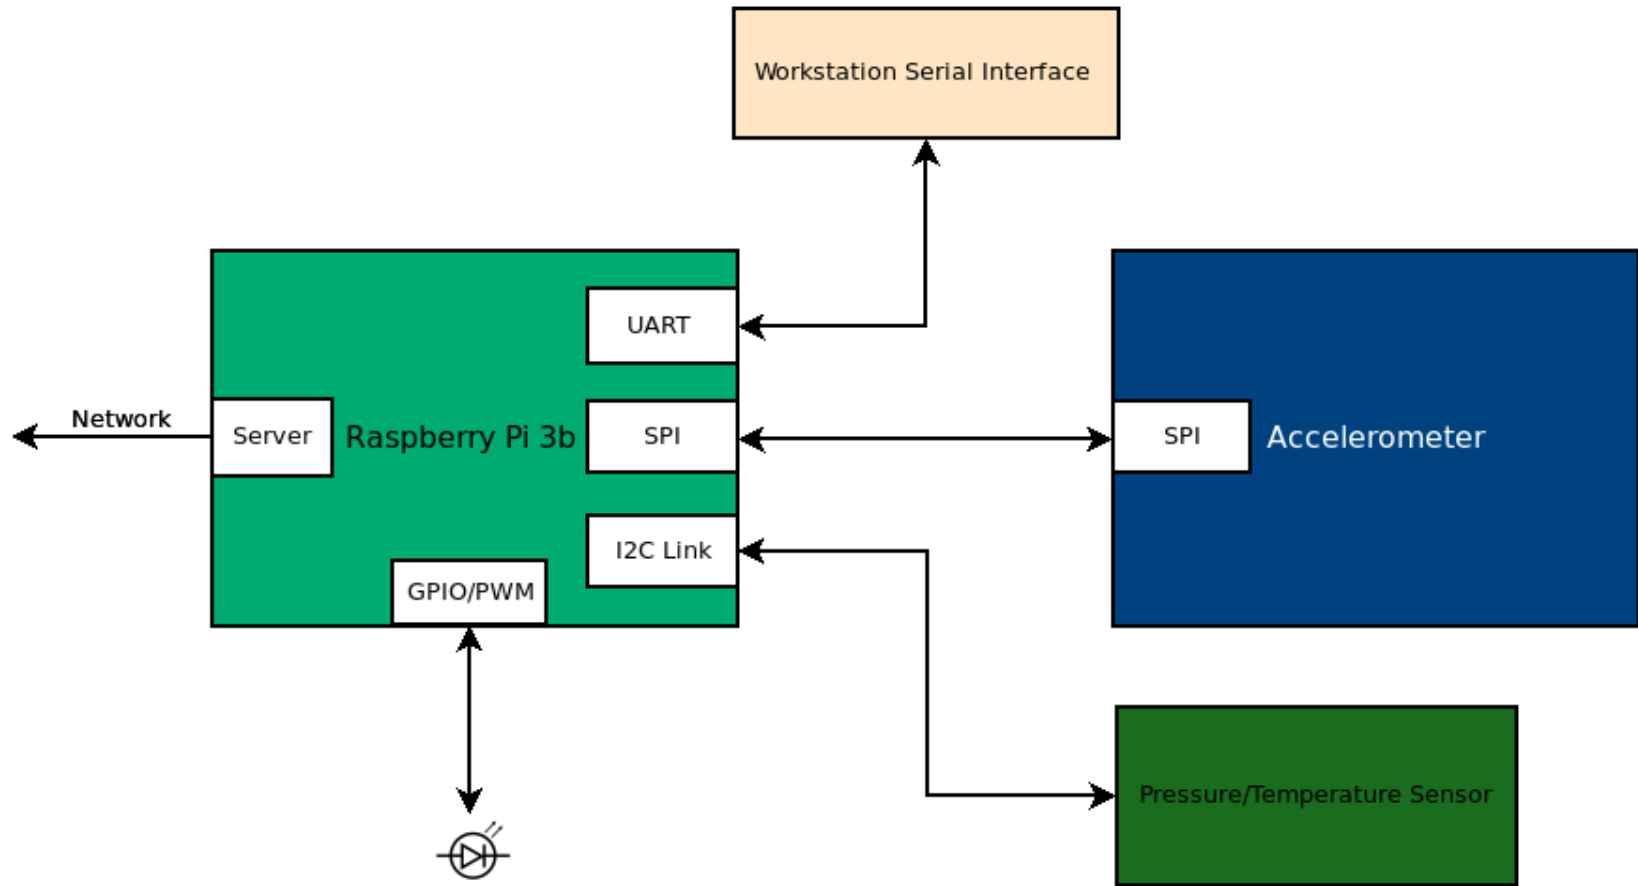 Workstation Serial Interface
UART
Network
Server
Raspberry Pi 3b
SPI
SPI
Accelerometer
I2C Link
GPIO/PWM
Pressure/Temperature Sensor